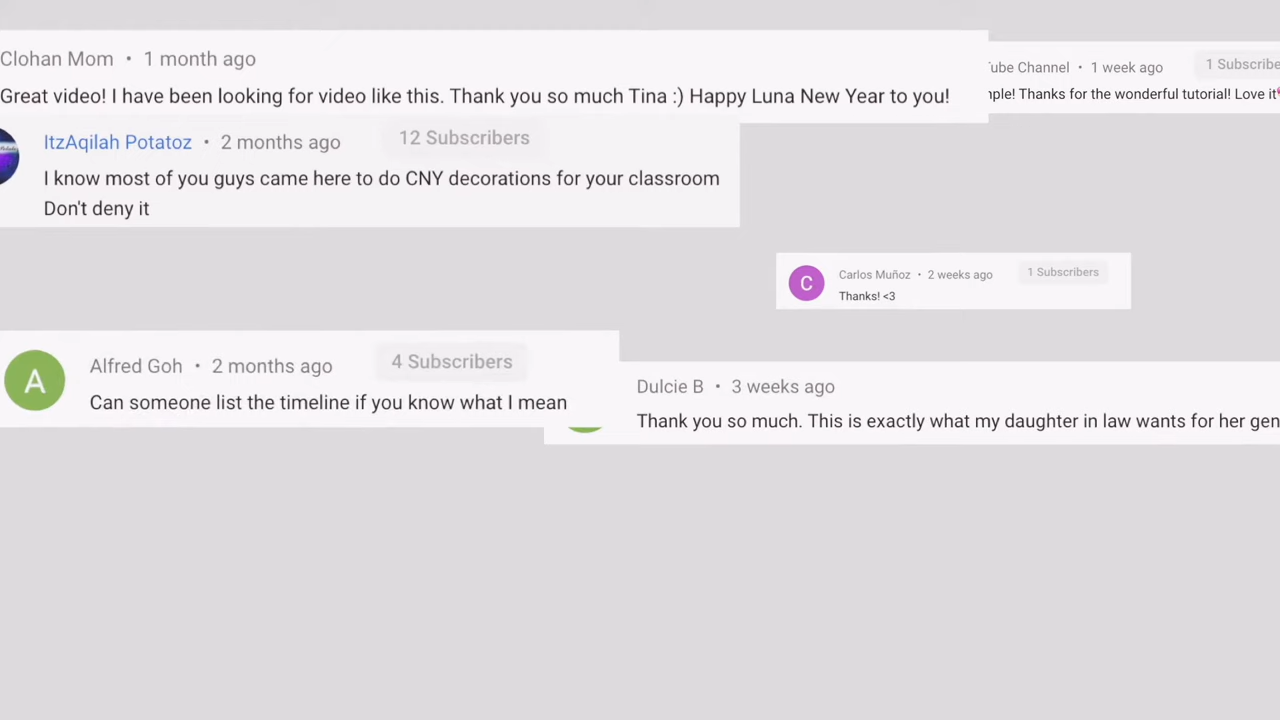 Clohan Mom • 1 month ago
Great video! I have been looking for video like this. Thank you so much Tina :) Happy Luna New Year to you!
Tube Channel • 1 week ago 1 Subscribe
Thanks for the wonderful tutorial! Love it
ItzAqilah Potatoz • 2 months ago 12 Subscribers
I know most of you guys came here to do CNY decorations for your classroom
Don't deny it
C
Carlos Muñoz • 2 weeks ago 1 Subscribers
Thanks! <3
A
Alfred Goh • 2 months ago 4 Subscribers
Can someone list the timeline if you know what I mean
Dulcie B • 3 weeks ago
Thank you so much. This is exactly what my daughter in law wants for her gen